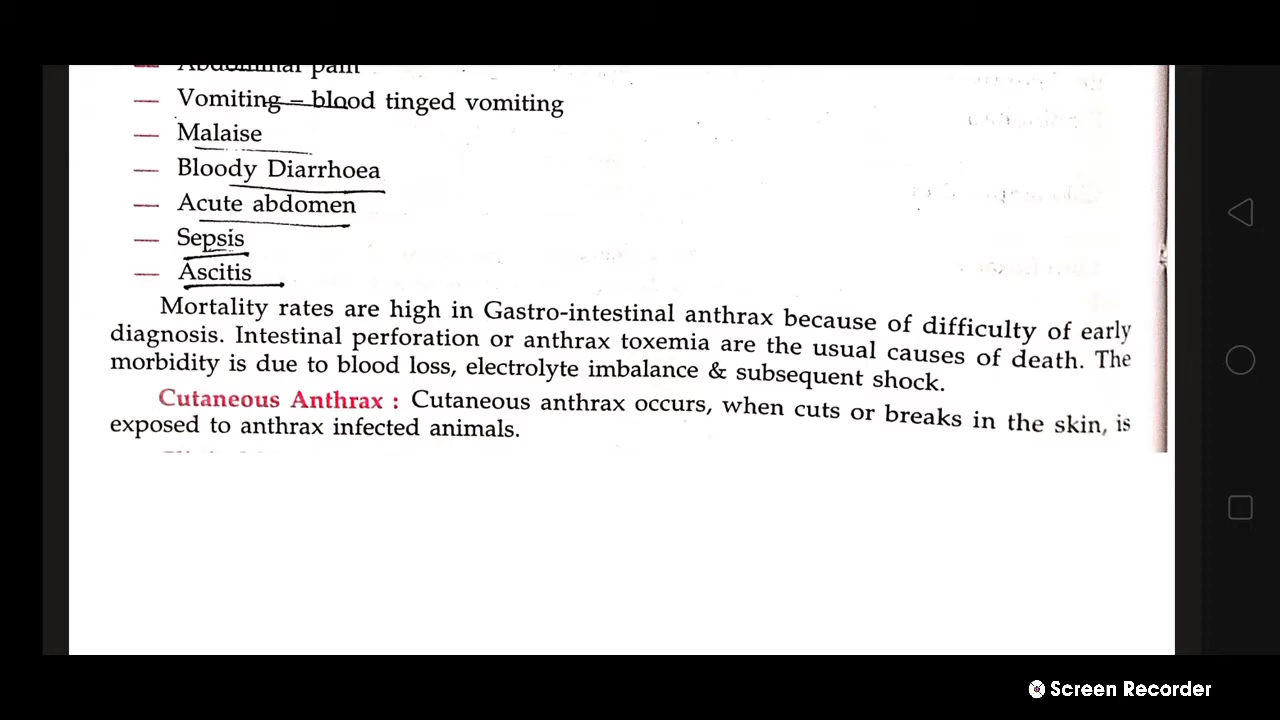 Abdominal pain
— Vomiting – blood tinged vomiting
— Malaise
— Bloody Diarrhoea
— Acute abdomen
— Sepsis
— Ascitis
Mortality rates are high in Gastro-intestinal anthrax because of difficulty of early
diagnosis. Intestinal perforation or anthrax toxemia are the usual causes of death. The
morbidity is due to blood loss, electrolyte imbalance & subsequent shock.
Cutaneous Anthrax : Cutaneous anthrax occurs, when cuts or breaks in the skin, is
exposed to anthrax infected animals.
Screen Recorder